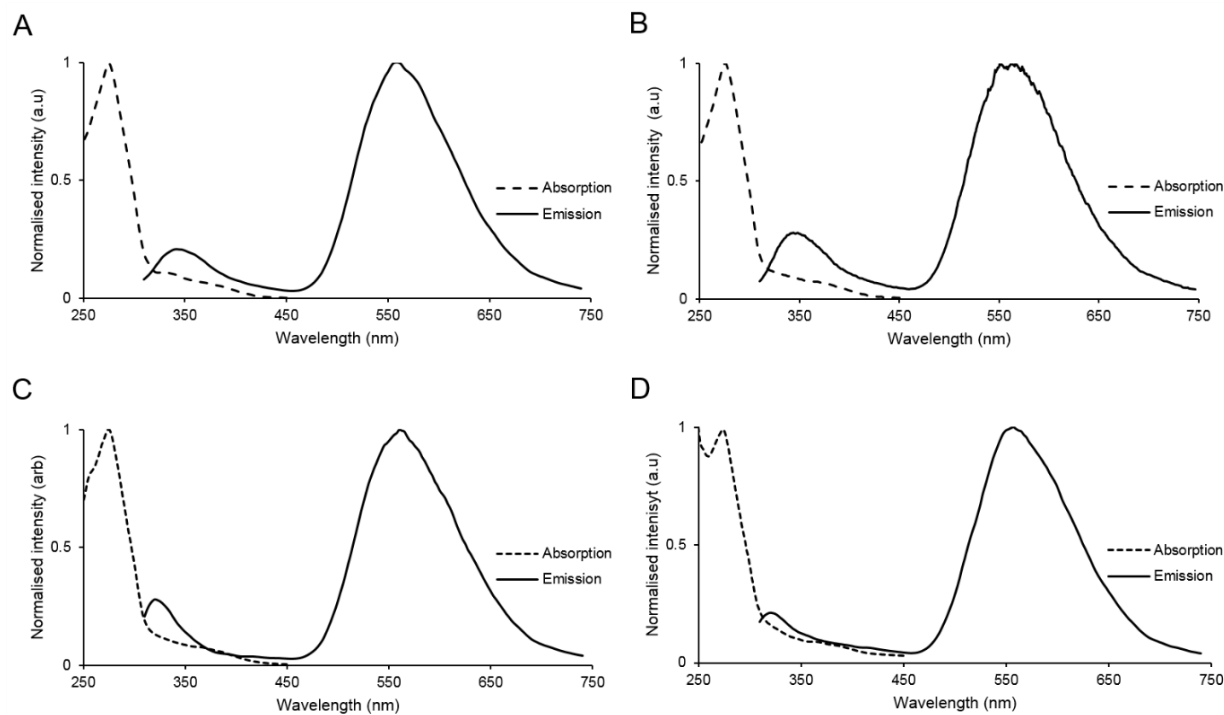 A
Normalised intensity (a.u)
1
0.5
0
250
350
450
550
650
750
Wavelength (nm)
Absorption
Emission
B
Normalised intensity (a.u)
1
0.5
0
250
350
450
550
650
750
Wavelength (nm)
Absorption
Emission
C
Normalised intensity (arb)
1
0.5
0
250
350
450
550
650
750
Wavelength (nm)
Absorption
Emission
D
Normalised intenisyt (a.u)
1
0.5
0
250
350
450
550
650
750
Wavelength (nm)
Absorption
Emission